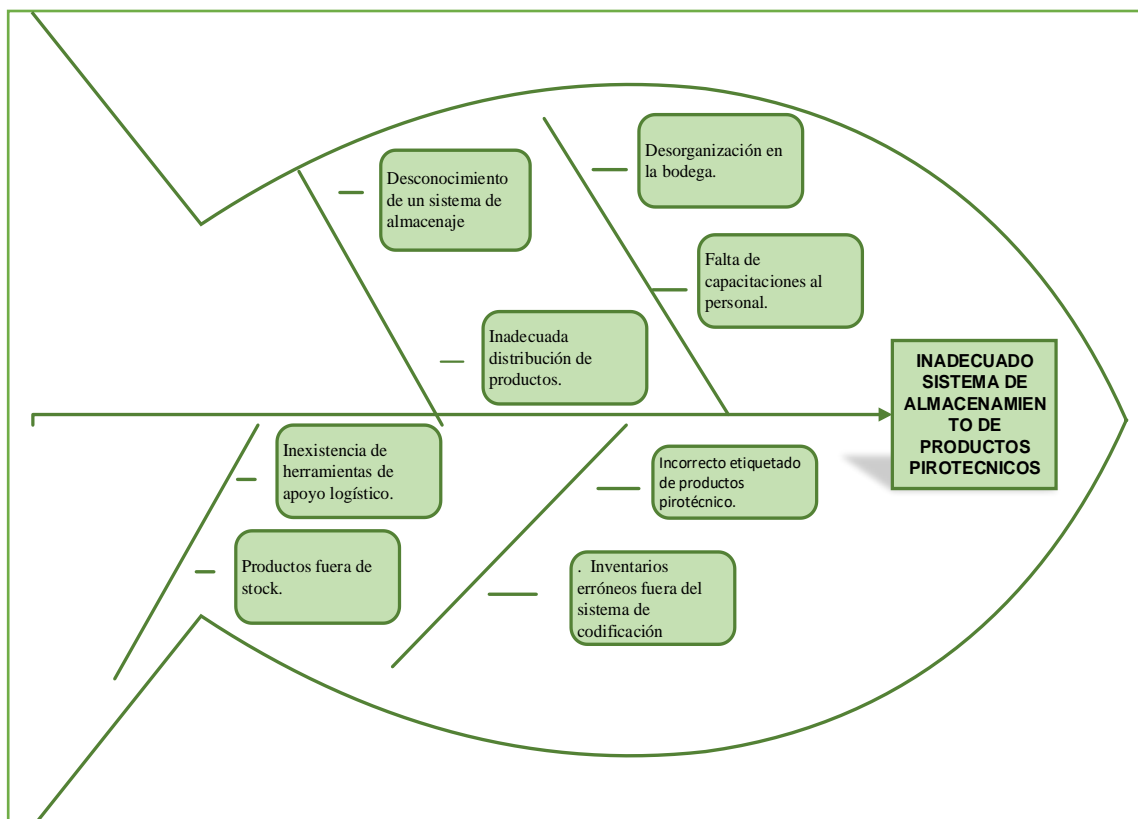 Desorganización en
la bodega.
Desconocimiento
de un sistema de
almacenaje
Falta de
capacitaciones al
personal.
Inadecuada
distribución de
productos.
INADECUADO
SISTEMA DE
ALMACENAMIEN
TO DE
PRODUCTOS
PIROTECNICOS
Inexistencia de
herramientas de
apoyo logístico.
Incorrecto etiquetado
de productos
pirotécnico.
Productos fuera de
stock.
. Inventarios
erróneos fuera del
sistema de
codificación